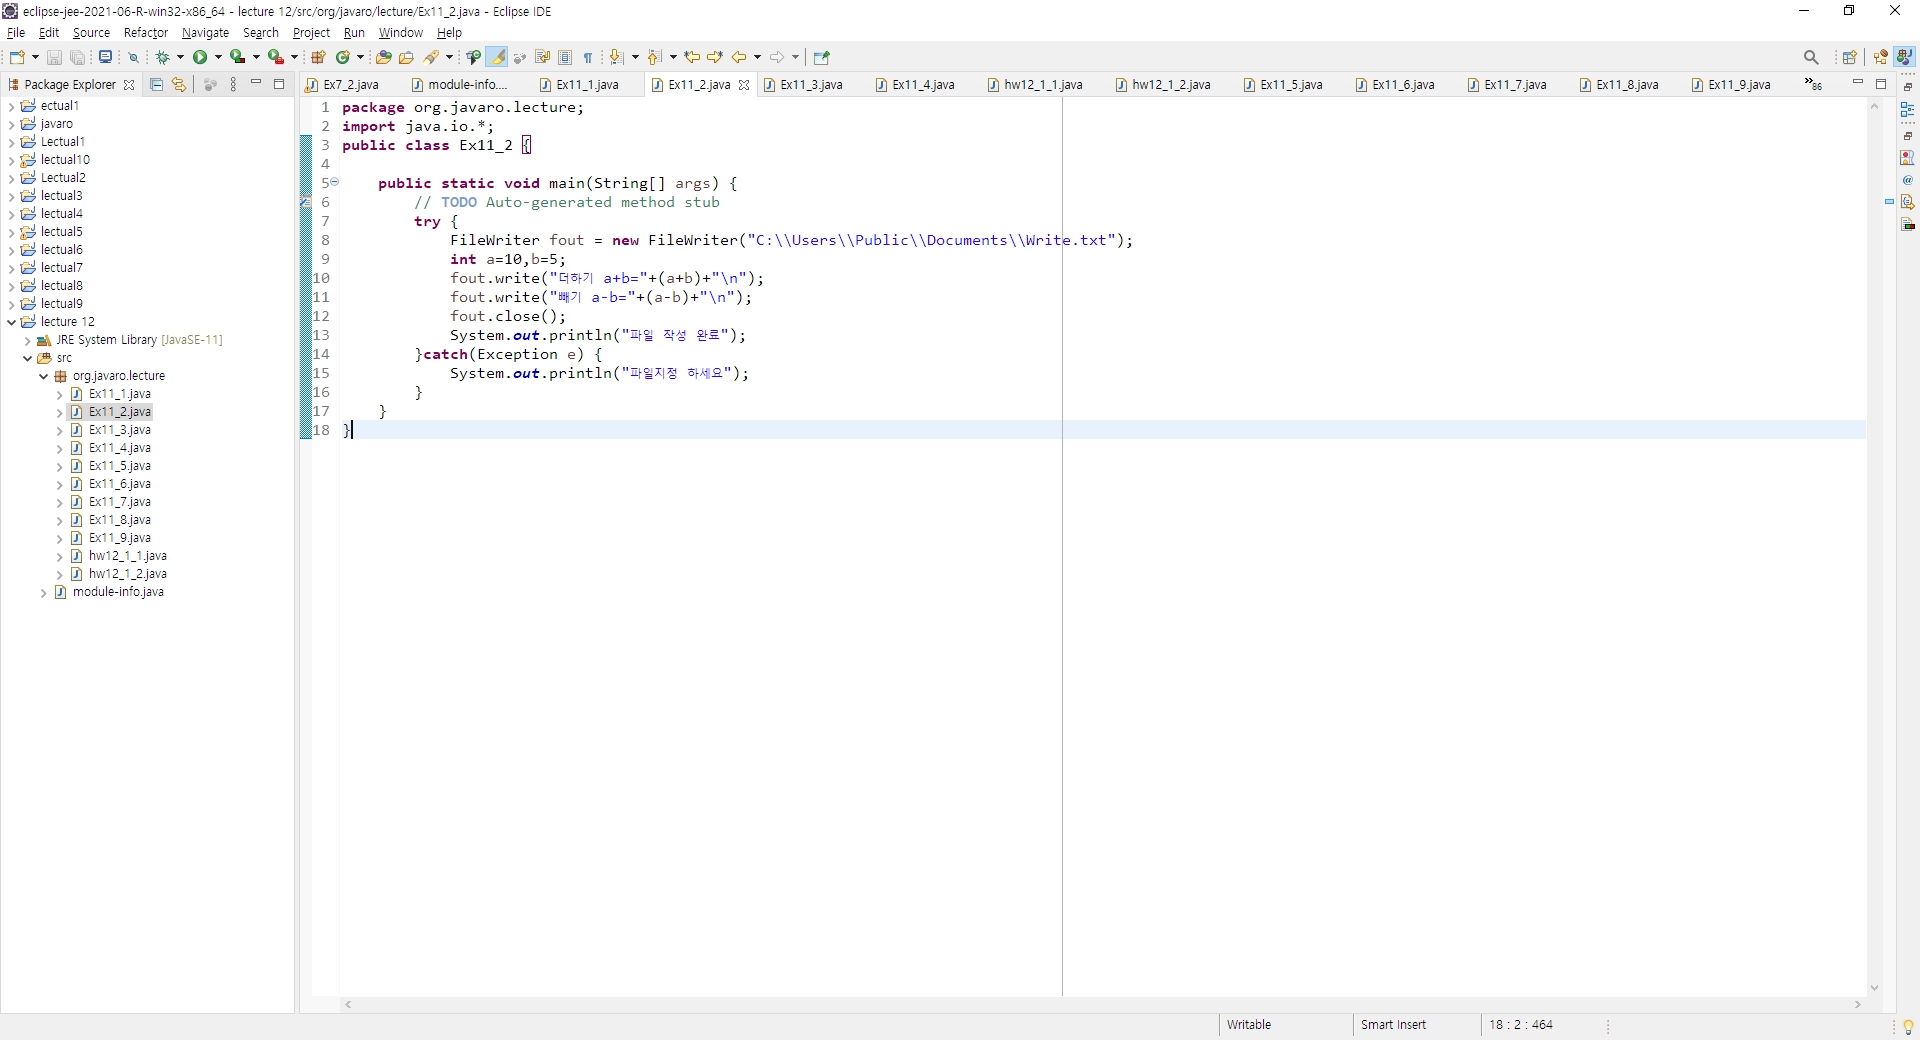 eclipse-jee-2021-06-R-win32-x86_64 - lecture 12/src/org/javaro/lecture/Ex11_2.java - Eclipse IDE
File Edit Source Refactor Navigate Search Project Run Window Help
Package Explorer
Ex7_2.java module-info.... Ex11_1.java Ex11_2.java Ex11_3.java Ex11_4.java hw12_1_1.java hw12_1_2.java Ex11_5.java Ex11_6.java Ex11_7.java Ex11_8.java Ex11_9.java »86
ectual1
javaro
Lectual1
lectual10
Lectual2
lectual3
lectual4
lectual5
lectual6
lectual7
lectual8
lectual9
lecture 12
JRE System Library [JavaSE-11]
src
org.javaro.lecture
Ex11_1.java
Ex11_2.java
Ex11_3.java
Ex11_4.java
Ex11_5.java
Ex11_6.java
Ex11_7.java
Ex11_8.java
Ex11_9.java
hw12_1_1.java
hw12_1_2.java
module-info.java
1 package org.javaro.lecture;
2 import java.io.*;
3 public class Ex11_2 {
4
5 public static void main(String[] args) {
6 // TODO Auto-generated method stub
7 try {
8 FileWriter fout = new FileWriter("C:\\Users\\Public\\Documents\\Write.txt");
9 int a=10,b=5;
10 fout.write("더하기 a+b="+(a+b)+"\n");
11 fout.write("빼기 a-b="+(a-b)+"\n");
12 fout.close();
13 System.out.println("파일 작성 완료");
14 }catch(Exception e) {
15 System.out.println("파일지정 하세요");
16 }
17 }
18 }
Writable Smart Insert 18 : 2 : 464